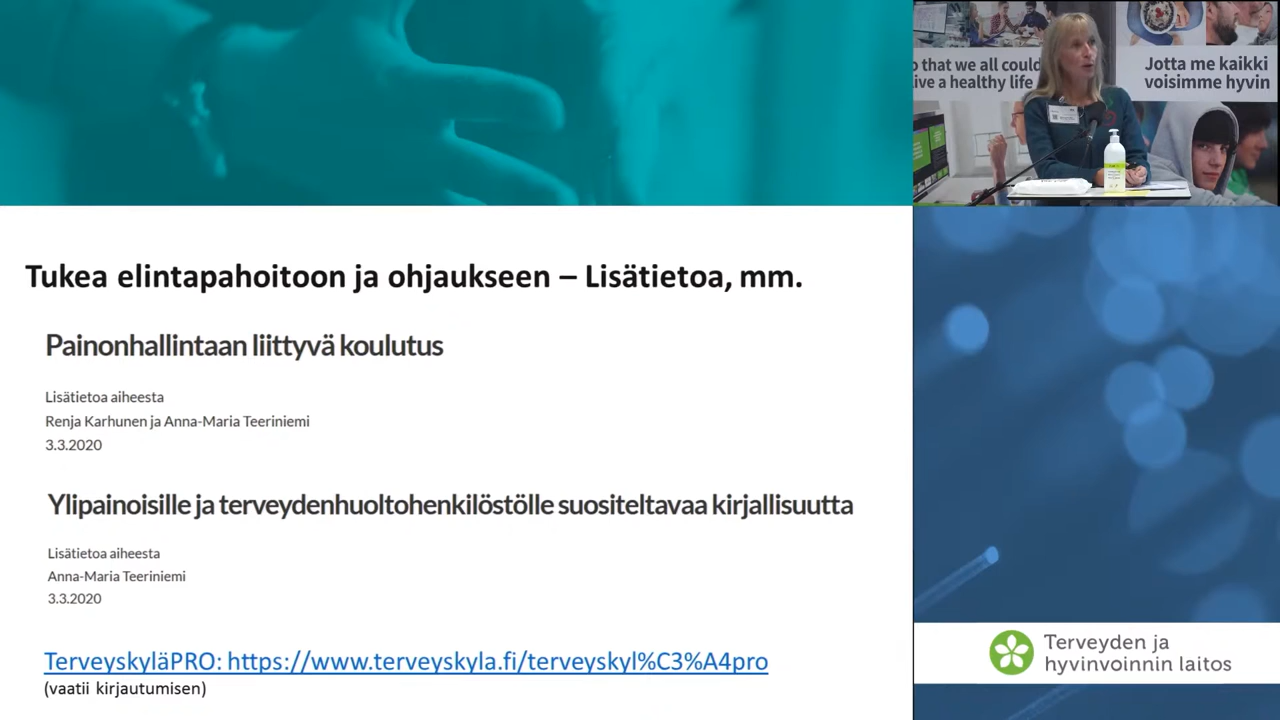 Tukea elintapahoitoon ja ohjaukseen – Lisätietoa, mm.
Painonhallintaan liittyvä koulutus
Lisätietoa aiheesta
Renja Karhunen ja Anna-Maria Teeriniemi
3.3.2020
Ylipainoisille ja terveydenhuoltohenkilöstölle suositeltavaa kirjallisuutta
Lisätietoa aiheesta
Anna-Maria Teeriniemi
3.3.2020
TerveyskyläPRO: https://www.terveyskyla.fi/terveyskyl%C3%A4pro
(vaatii kirjautumisen)
o that we all could
ive a healthy life
Jotta me kaikki
voisimme hyvin
Terveyden ja
hyvinvoinnin laitos